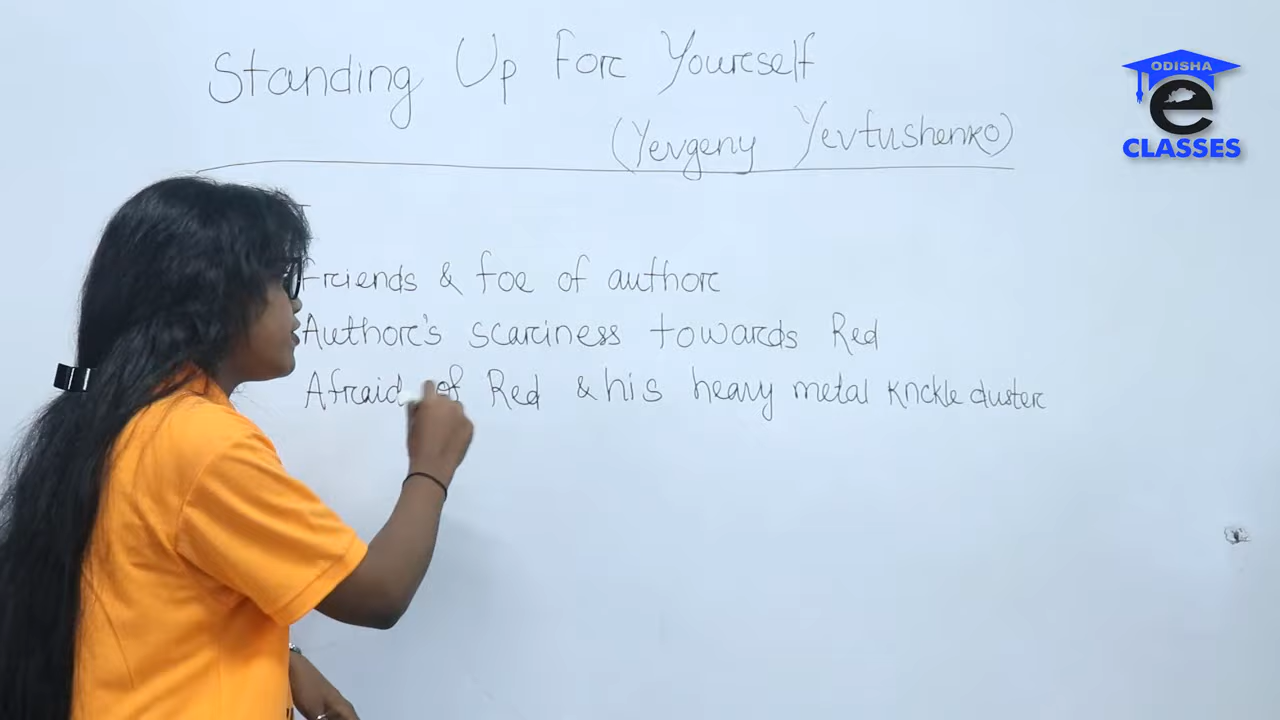 Standing Up For Yourself
(Yevgeny Yevtushenko)
Friends & foe of author
Author's scariness towards Red
Afraid of Red & his heavy metal knckle duster
ODISHA
e
CLASSES